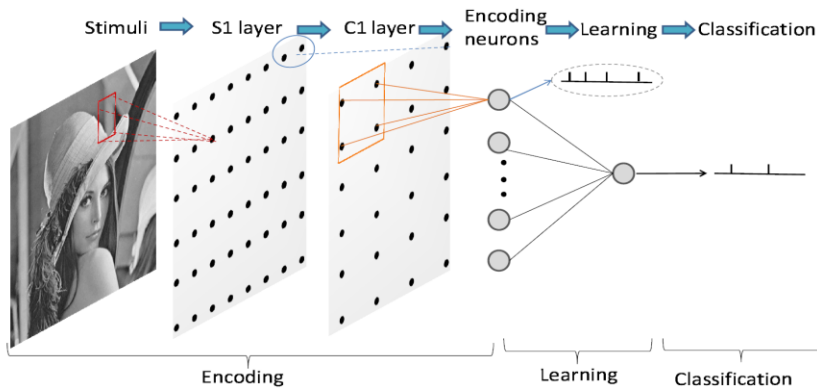 Stimuli S1 layer C1 layer Encoding neurons Learning Classification
Encoding Learning Classification